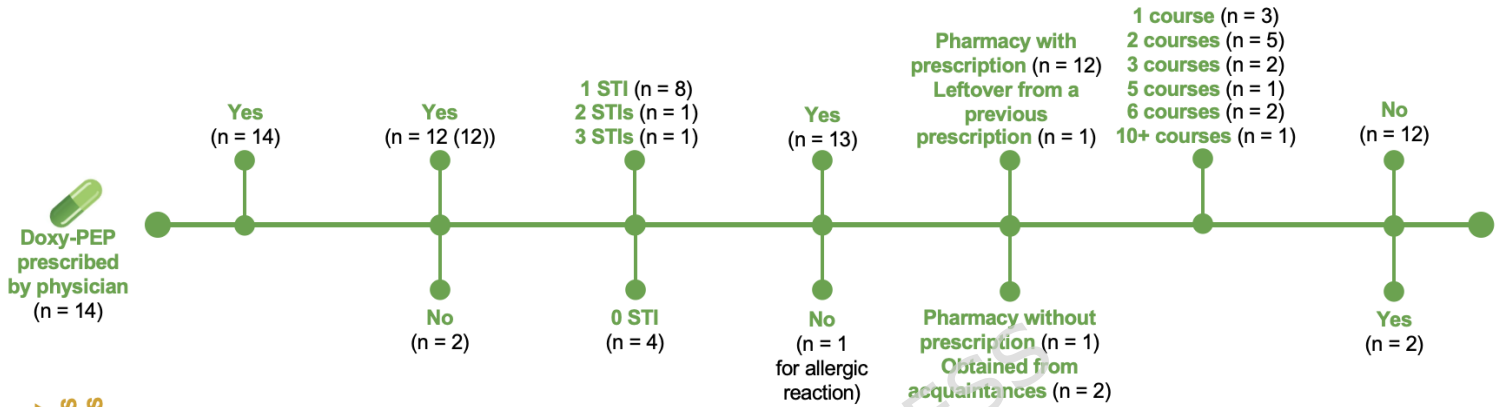 Doxy-PEP
prescribed
by physician
(n = 14)
Yes
(n = 14)
Yes
(n = 12 (12))
No
(n = 2)
1 STI (n = 8)
2 STIs (n = 1)
3 STIs (n = 1)
0 STI
(n = 4)
Yes
(n = 13)
No
(n = 1
for allergic
reaction)
Pharmacy with
prescription (n = 12)
Leftover from a
previous
prescription (n = 1)
Pharmacy without
prescription (n = 1)
Obtained from
acquaintances (n = 2)
1 course (n = 3)
2 courses (n = 5)
3 courses (n = 2)
5 courses (n = 1)
6 courses (n = 2)
10+ courses (n = 1)
No
(n = 12)
Yes
(n = 2)
ESS